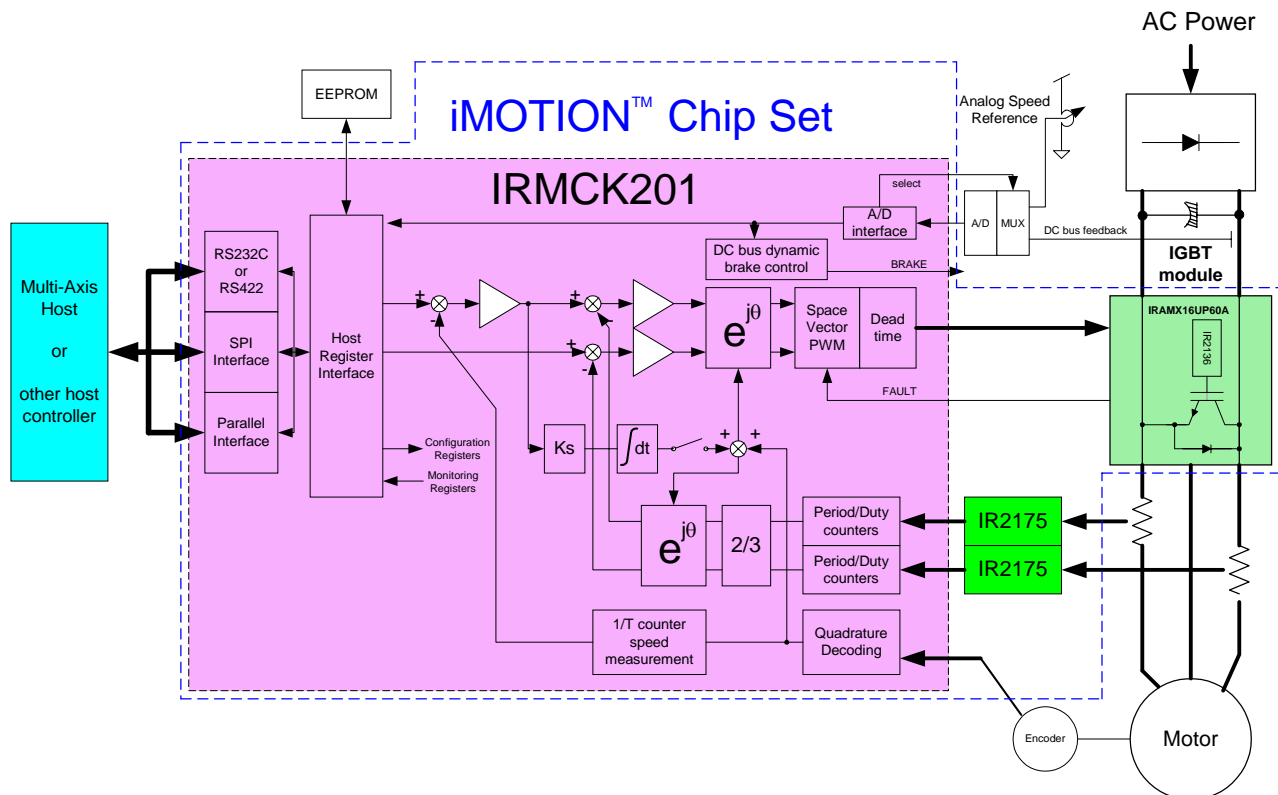 AC Power
EEPROM
iMOTION™ Chip Set
Analog Speed
Reference
IRMCK201
select
A/D
interface
A/D
MUX
DC bus feedback
DC bus dynamic
brake control
BRAKE
IGBT
module
Multi-Axis
Host
or
other host
controller
RS232C
or
RS422
SPI
Interface
Parallel
Interface
Host
Register
Interface
+
-
+
-
+
-
e^jθ
Space
Vector
PWM
Dead
time
IRAMX16UP60A
IR2136
FAULT
Configuration
Registers
Monitoring
Registers
Ks
∫dt
+
+
e^jθ
2/3
Period/Duty
counters
Period/Duty
counters
IR2175
IR2175
1/T counter
speed
measurement
Quadrature
Decoding
Encoder
Motor